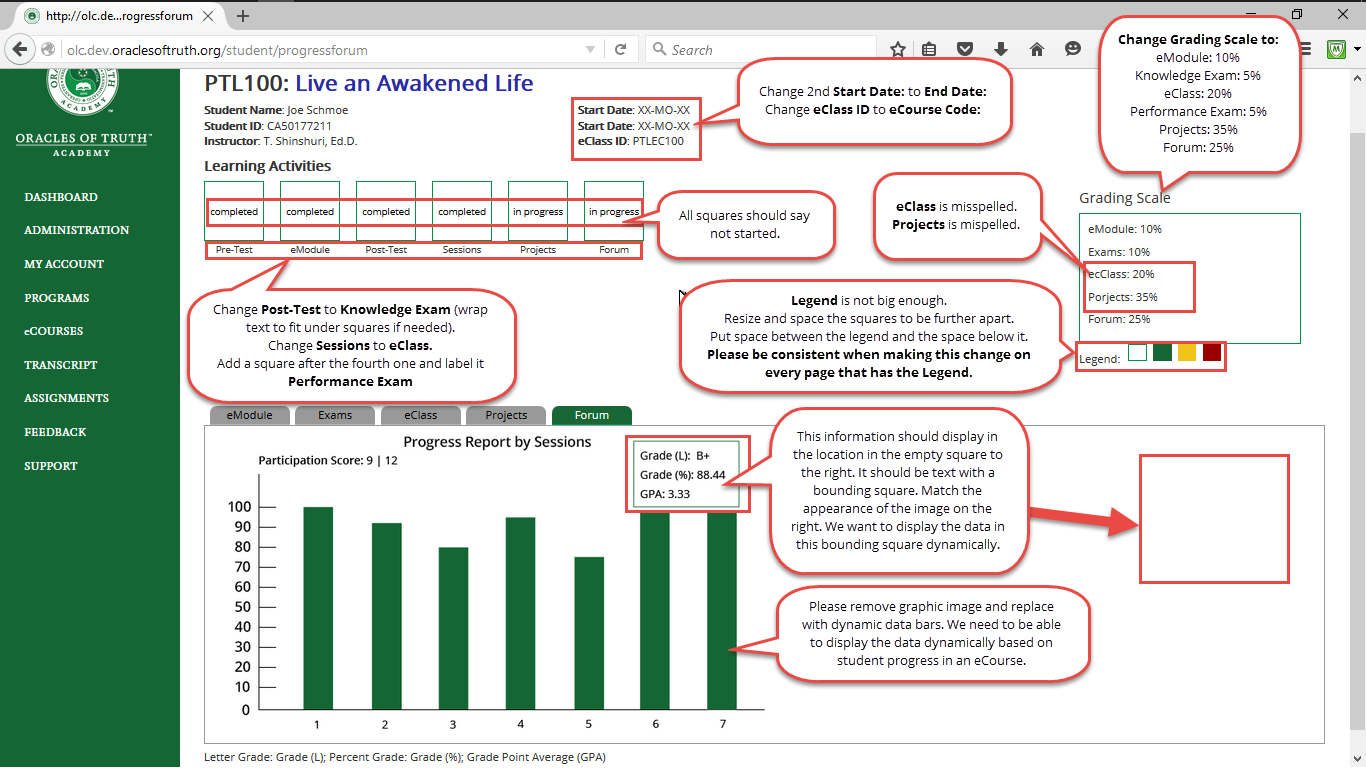 http://olc.de...rogressforum
olc.dev.oraclesoftruth.org/student/progressforum
Search
ORACLES OF TRUTH
ACADEMY
DASHBOARD
ADMINISTRATION
MY ACCOUNT
PROGRAMS
eCOURSES
TRANSCRIPT
ASSIGNMENTS
FEEDBACK
SUPPORT
PTL100: Live an Awakened Life
Student Name: Joe Schmoe
Student ID: CA50177211
Instructor: T. Shinshuri, Ed.D.
Start Date: XX-MO-XX
Start Date: XX-MO-XX
eClass ID: PTLEC100
Change 2nd Start Date: to End Date:
Change eClass ID to eCourse Code:
Change Grading Scale to:
eModule: 10%
Knowledge Exam: 5%
eClass: 20%
Performance Exam: 5%
Projects: 35%
Forum: 25%
Learning Activities
completed completed completed completed in progress in progress
Pre-Test eModule Post-Test Sessions Projects Forum
All squares should say
not started.
eClass is misspelled.
Projects is mispelled.
Grading Scale
eModule: 10%
Exams: 10%
ecClass: 20%
Porjects: 35%
Forum: 25%
Legend:
Change Post-Test to Knowledge Exam (wrap
text to fit under squares if needed).
Change Sessions to eClass.
Add a square after the fourth one and label it
Performance Exam
Legend is not big enough.
Resize and space the squares to be further apart.
Put space between the legend and the space below it.
Please be consistent when making this change on
every page that has the Legend.
eModule Exams eClass Projects Forum
Progress Report by Sessions
Participation Score: 9 | 12
Grade (L): B+
Grade (%): 88.44
GPA: 3.33
This information should display in
the location in the empty square to
the right. It should be text with a
bounding square. Match the
appearance of the image on the
right. We want to display the data in
this bounding square dynamically.
Please remove graphic image and replace
with dynamic data bars. We need to be able
to display the data dynamically based on
student progress in an eCourse.
100
90
80
70
60
50
40
30
20
10
0
1 2 3 4 5 6 7
Letter Grade: Grade (L); Percent Grade: Grade (%); Grade Point Average (GPA)